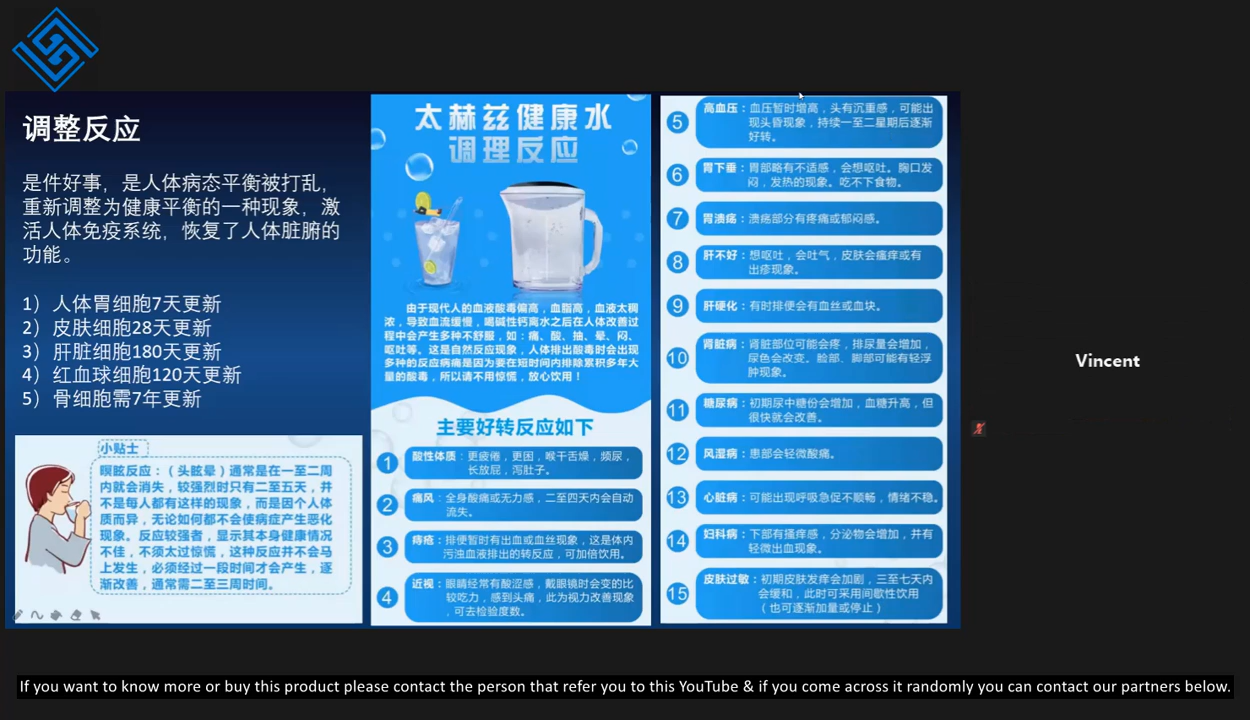 调整反应
是件好事，是人体病态平衡被打乱，
重新调整为健康平衡的一种现象，激
活人体免疫系统，恢复了人体脏腑的
功能。
1）人体胃细胞7天更新
2）皮肤细胞28天更新
3）肝脏细胞180天更新
4）红血球细胞120天更新
5）骨细胞需7年更新
小贴士
瞑眩反应：（头眩晕）通常是在一至二周
内就会消失，较强烈时只有二至五天，并
不是每人都有这样的现象，而是因个人体
质而异，无论如何都不会使病症产生恶化
现象。反应较强者，显示其本身健康情况
不佳，不须太过惊慌，这种反应并不会马
上发生，必须经过一段时间才会产生，逐
渐改善，通常需二至三周时间。
太赫兹健康水
调理反应
由于现代人的血液酸毒偏高，血脂高，血液太稠
浓，导致血流缓慢，喝碱性钙离水之后在人体改善过
程中会产生多种不舒服，如：痛、酸、抽、晕、闷、
呕吐等。这是自然反应现象，人体排出酸毒时会出现
多种的反应病痛是因为要在短时间内排除累积多年大
量的酸毒，所以请不用惊慌，放心饮用！
主要好转反应如下
1 酸性体质：更疲倦，更困，喉干舌燥，频尿，
长放屁，泻肚子。
2 痛风：全身酸痛或无力感，二至四天内会自动
流失。
3 痔疮：排便暂时有出血或血丝现象，这是体内
污浊血液排出的转反应，可加倍饮用。
4 近视：眼睛经常有酸涩感，戴眼镜时会变的比
较吃力，感到头痛，此为视力改善现象
，可去检验度数。
5 高血压：血压暂时增高，头有沉重感，可能出
现头昏现象，持续一至二星期后逐渐
好转。
6 胃下垂：胃部略有不适感，会想呕吐。胸口发
闷，发热的现象。吃不下食物。
7 胃溃疡：溃疡部分有疼痛或郁闷感。
8 肝不好：想呕吐，会吐气，皮肤会瘙痒或有
出疹现象。
9 肝硬化：有时排便会有血丝或血块。
10 肾脏病：肾脏部位可能会疼，排尿量会增加，
尿色会改变。脸部、脚部可能有轻浮
肿现象。
11 糖尿病：初期尿中糖份会增加，血糖升高，但
很快就会改善。
12 风湿病：患部会轻微酸痛。
13 心脏病：可能出现呼吸急促不顺畅，情绪不稳。
14 妇科病：下部有搔痒感，分泌物会增加，并有
轻微出血现象。
15 皮肤过敏：初期皮肤发痒会加剧，三至七天内
会缓和，此时可采用间歇性饮用
（也可逐渐加量或停止）
Vincent
If you want to know more or buy this product please contact the person that refer you to this YouTube & if you come across it randomly you can contact our partners below.